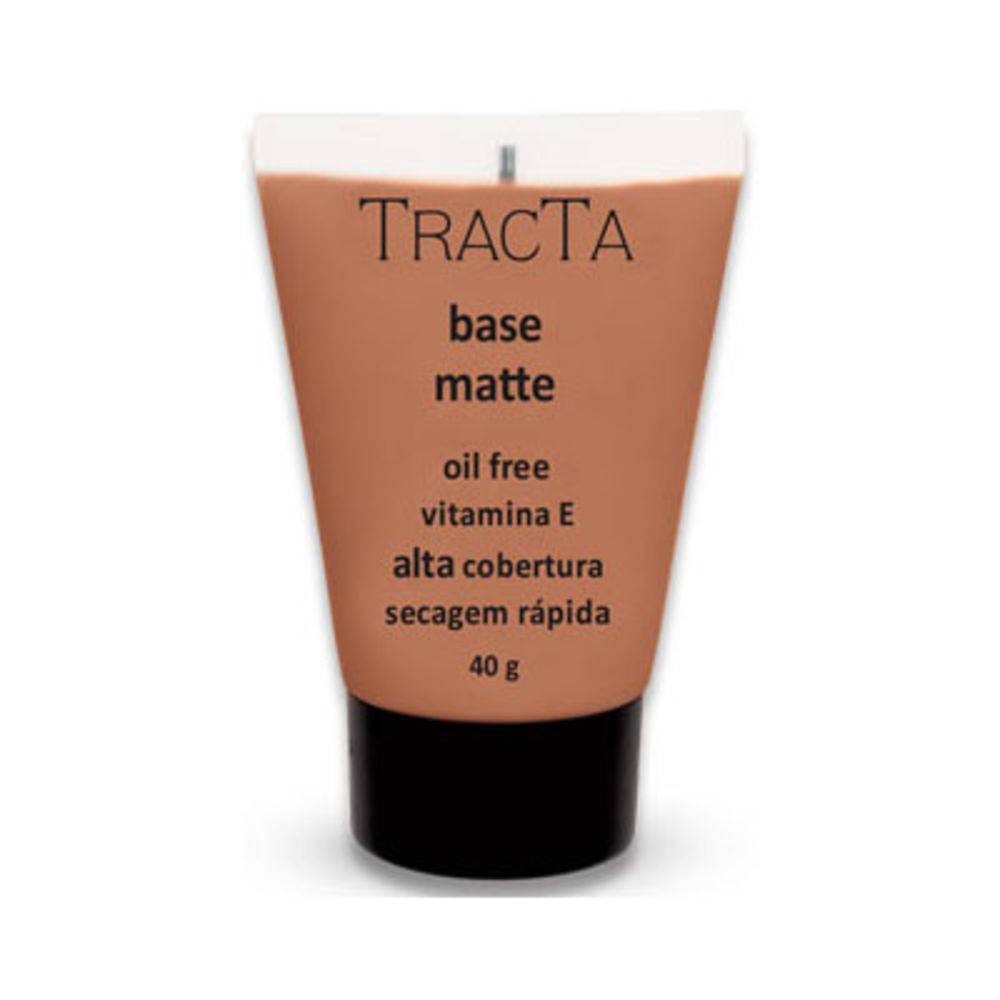 TRACTA
base
matte
oil free
vitamina E
alta cobertura
secagem rápida
40 g